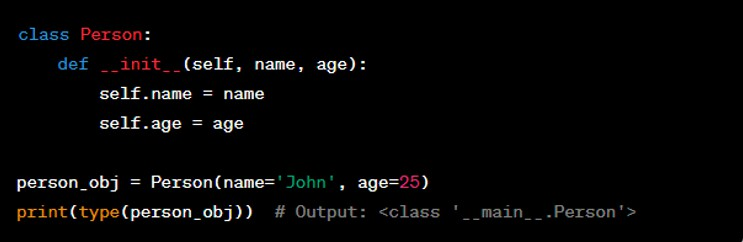 class Person:
    def __init__(self, name, age):
        self.name = name
        self.age = age
person_obj = Person(name='John', age=25)
print(type(person_obj))  # Output: <class '__main__.Person'>